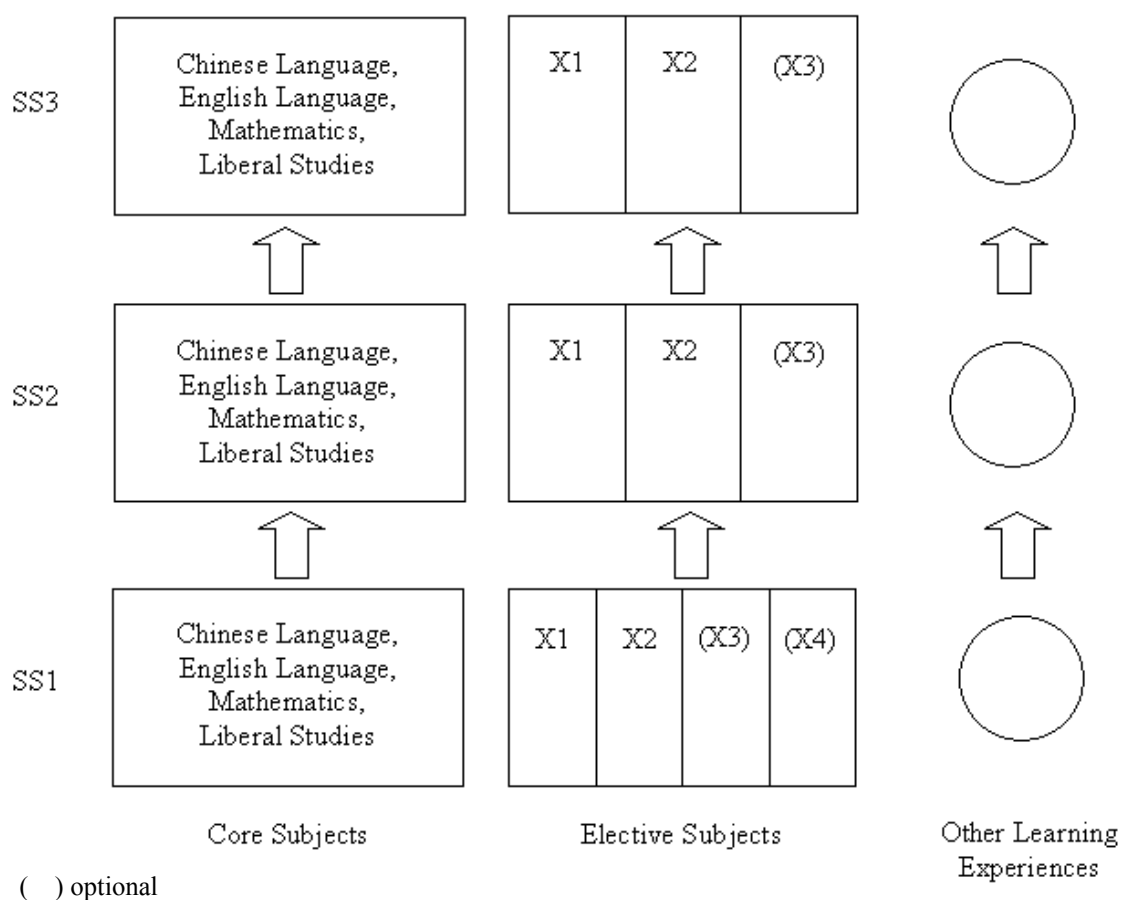 SS3
Chinese Language,
English Language,
Mathematics,
Liberal Studies
X1
X2
(X3)
SS2
Chinese Language,
English Language,
Mathematics,
Liberal Studies
X1
X2
(X3)
SS1
Chinese Language,
English Language,
Mathematics,
Liberal Studies
X1
X2
(X3)
(X4)
Core Subjects
Elective Subjects
Other Learning
Experiences
( ) optional